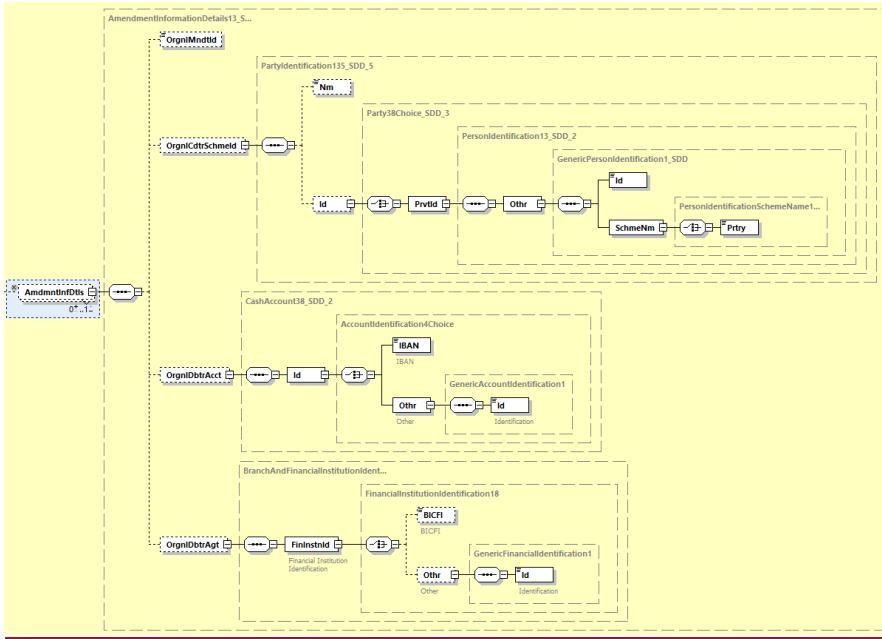 AmendmentInformationDetails13_S...
OrgnlMndtId
PartyIdentification135_SDD_5
Nm
Party38Choice_SDD_3
PersonIdentification13_SDD_2
OrgnlCdtrSchmeId
GenericPersonIdentification1_SDD
Id
PersonIdentificationSchemeName1...
Id
PrvtId
Othr
SchmeNm
Prtry
AmdmntInfDtls
CashAccount38_SDD_2
AccountIdentification4Choice
IBAN
IBAN
OrgnlDbtrAcct
Id
GenericAccountIdentification1
Othr
Id
Other
Identification
BranchAndFinancialInstitutionIdent...
FinancialInstitutionIdentification18
BICFI
BICFI
OrgnlDbtrAgt
FinInstnId
Financial Institution
Identification
GenericFinancialIdentification1
Othr
Id
Other
Identification